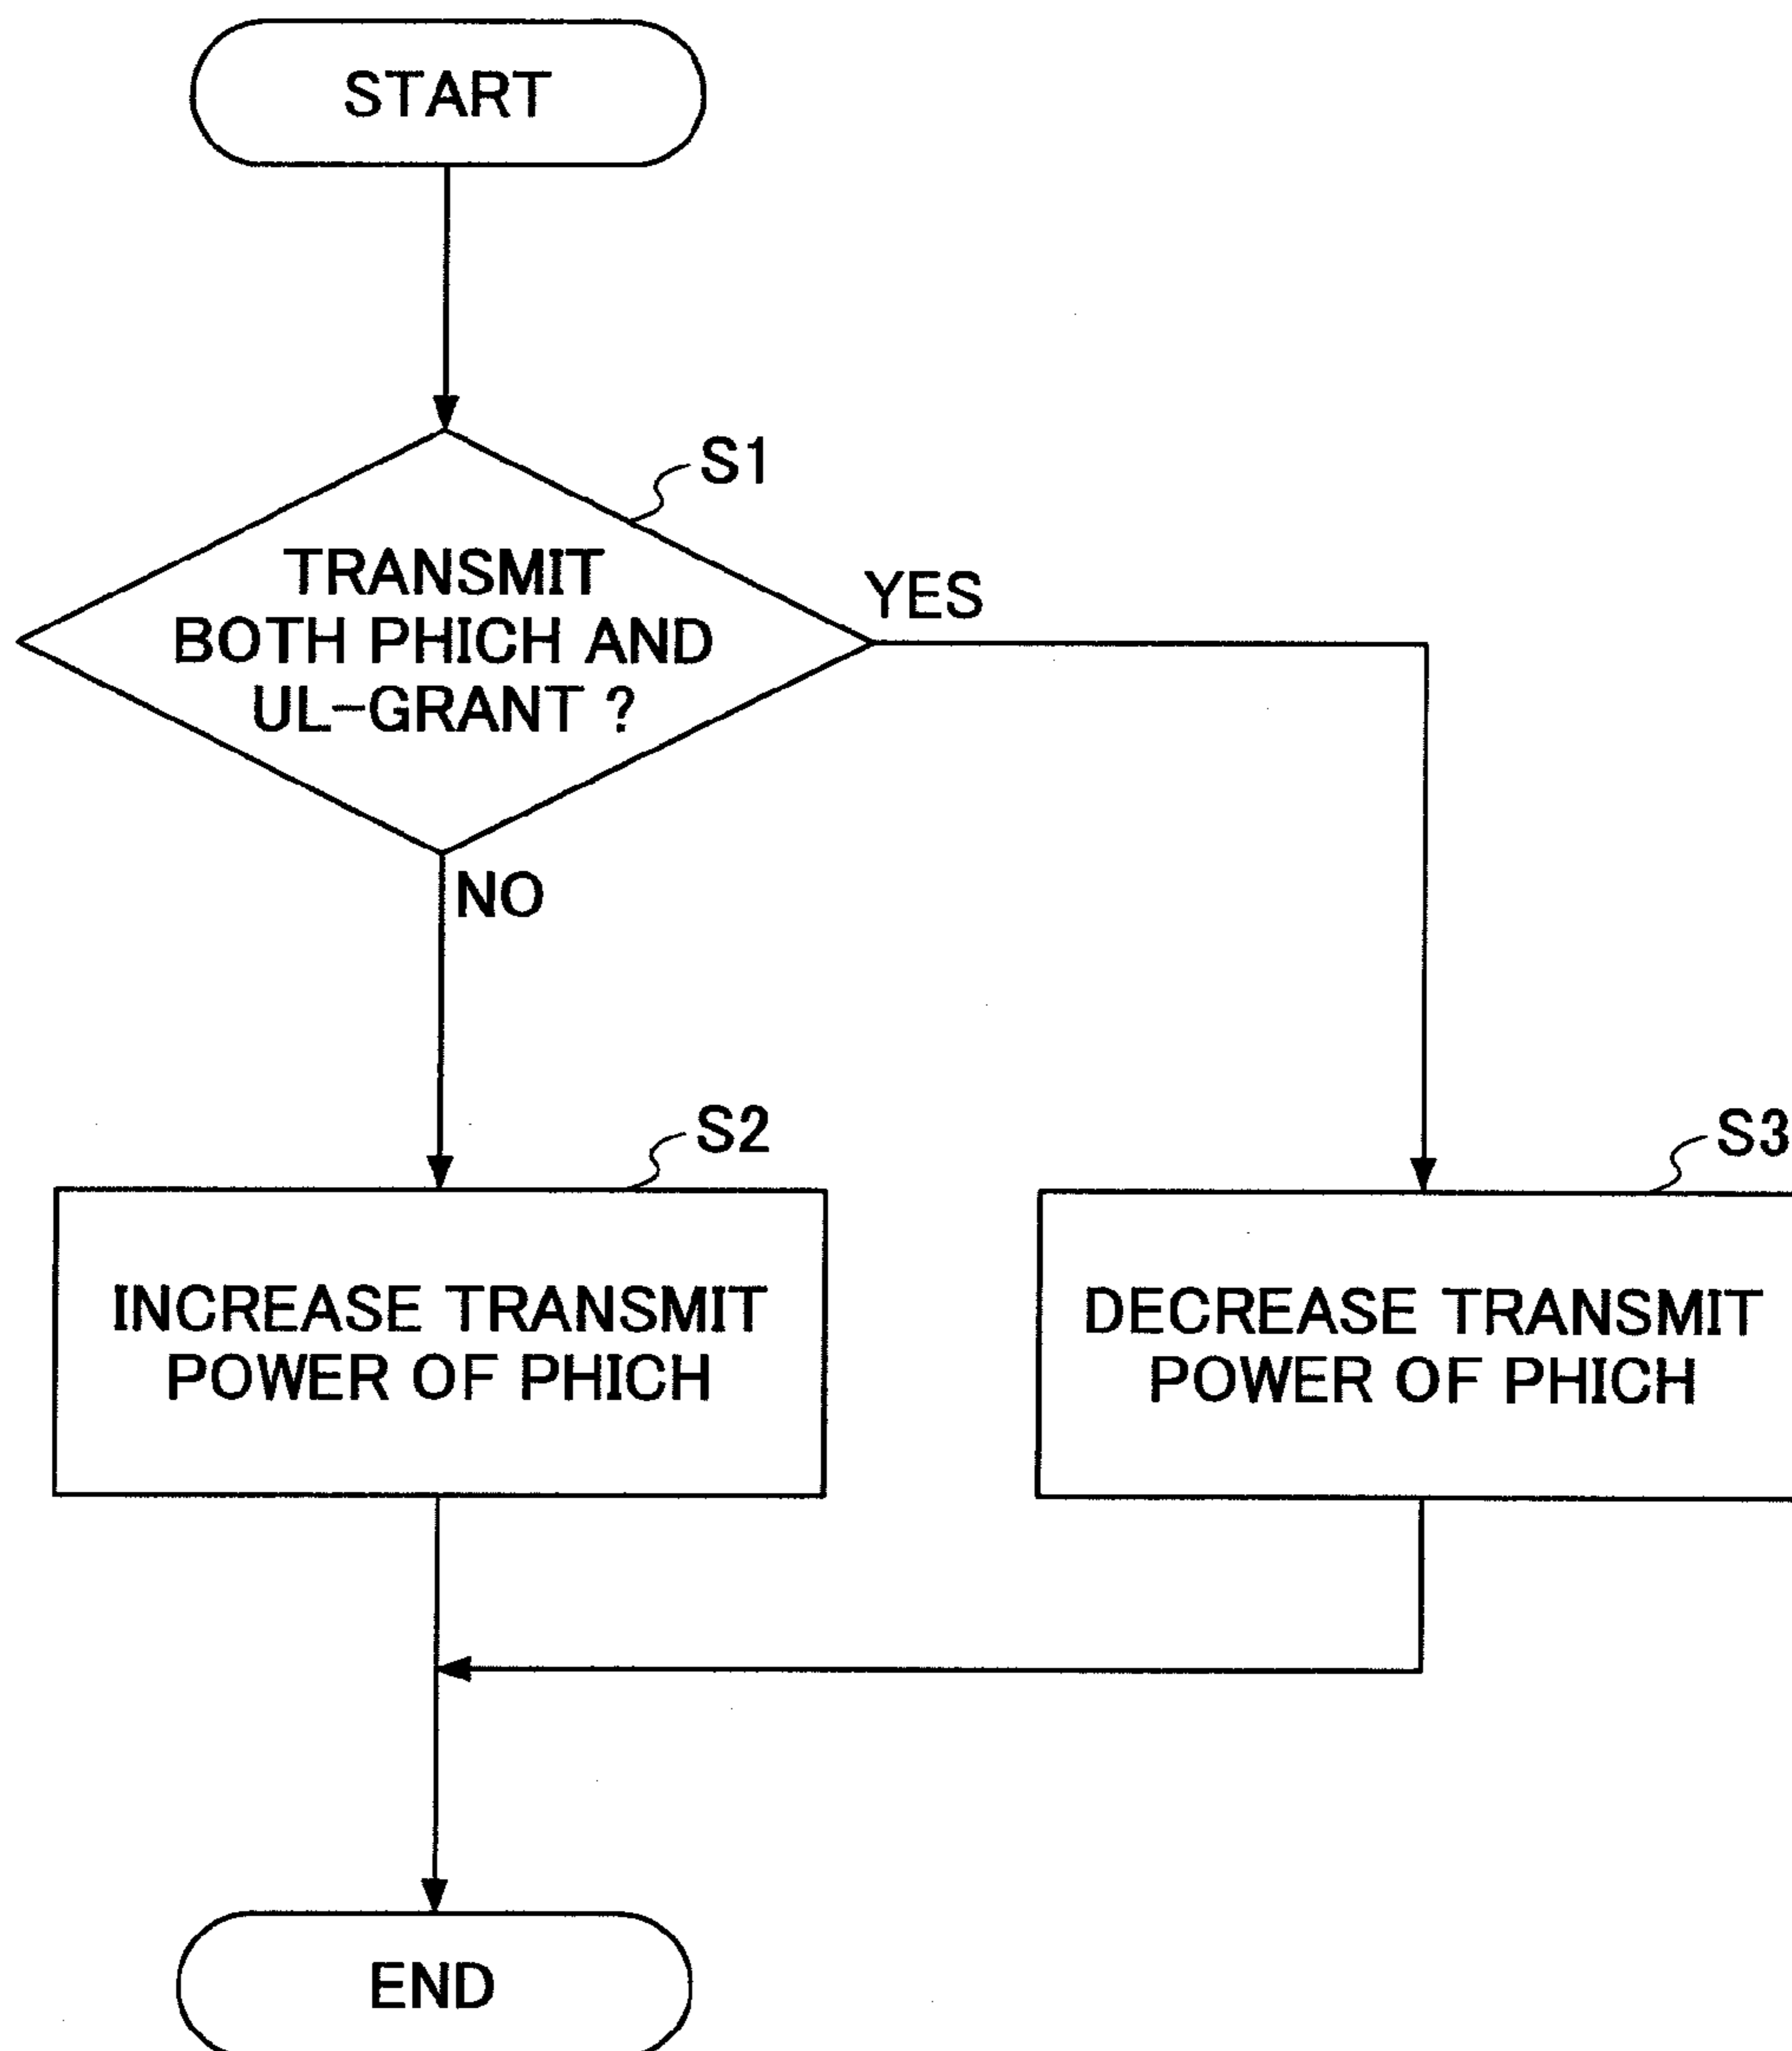 START
S1
TRANSMIT
BOTH PHICH AND
UL-GRANT ?
YES
NO
S2
INCREASE TRANSMIT
POWER OF PHICH
S3
DECREASE TRANSMIT
POWER OF PHICH
END